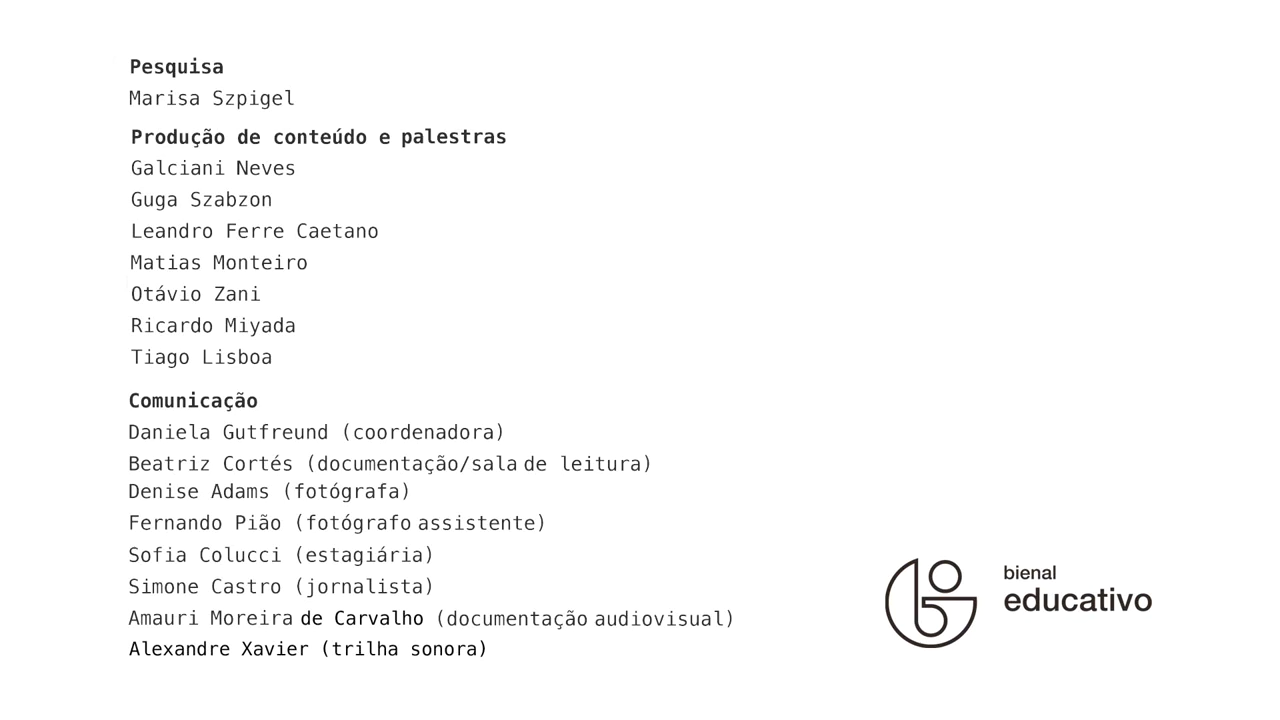 Pesquisa
Marisa Szpigel
Produção de conteúdo e palestras
Galciani Neves
Guga Szabzon
Leandro Ferre Caetano
Matias Monteiro
Otávio Zani
Ricardo Miyada
Tiago Lisboa
Comunicação
Daniela Gutfreund (coordenadora)
Beatriz Cortés (documentação/sala de leitura)
Denise Adams (fotógrafa)
Fernando Pião (fotógrafo assistente)
Sofia Colucci (estagiária)
Simone Castro (jornalista)
Amauri Moreira de Carvalho (documentação audiovisual)
Alexandre Xavier (trilha sonora)
bienal
educativo